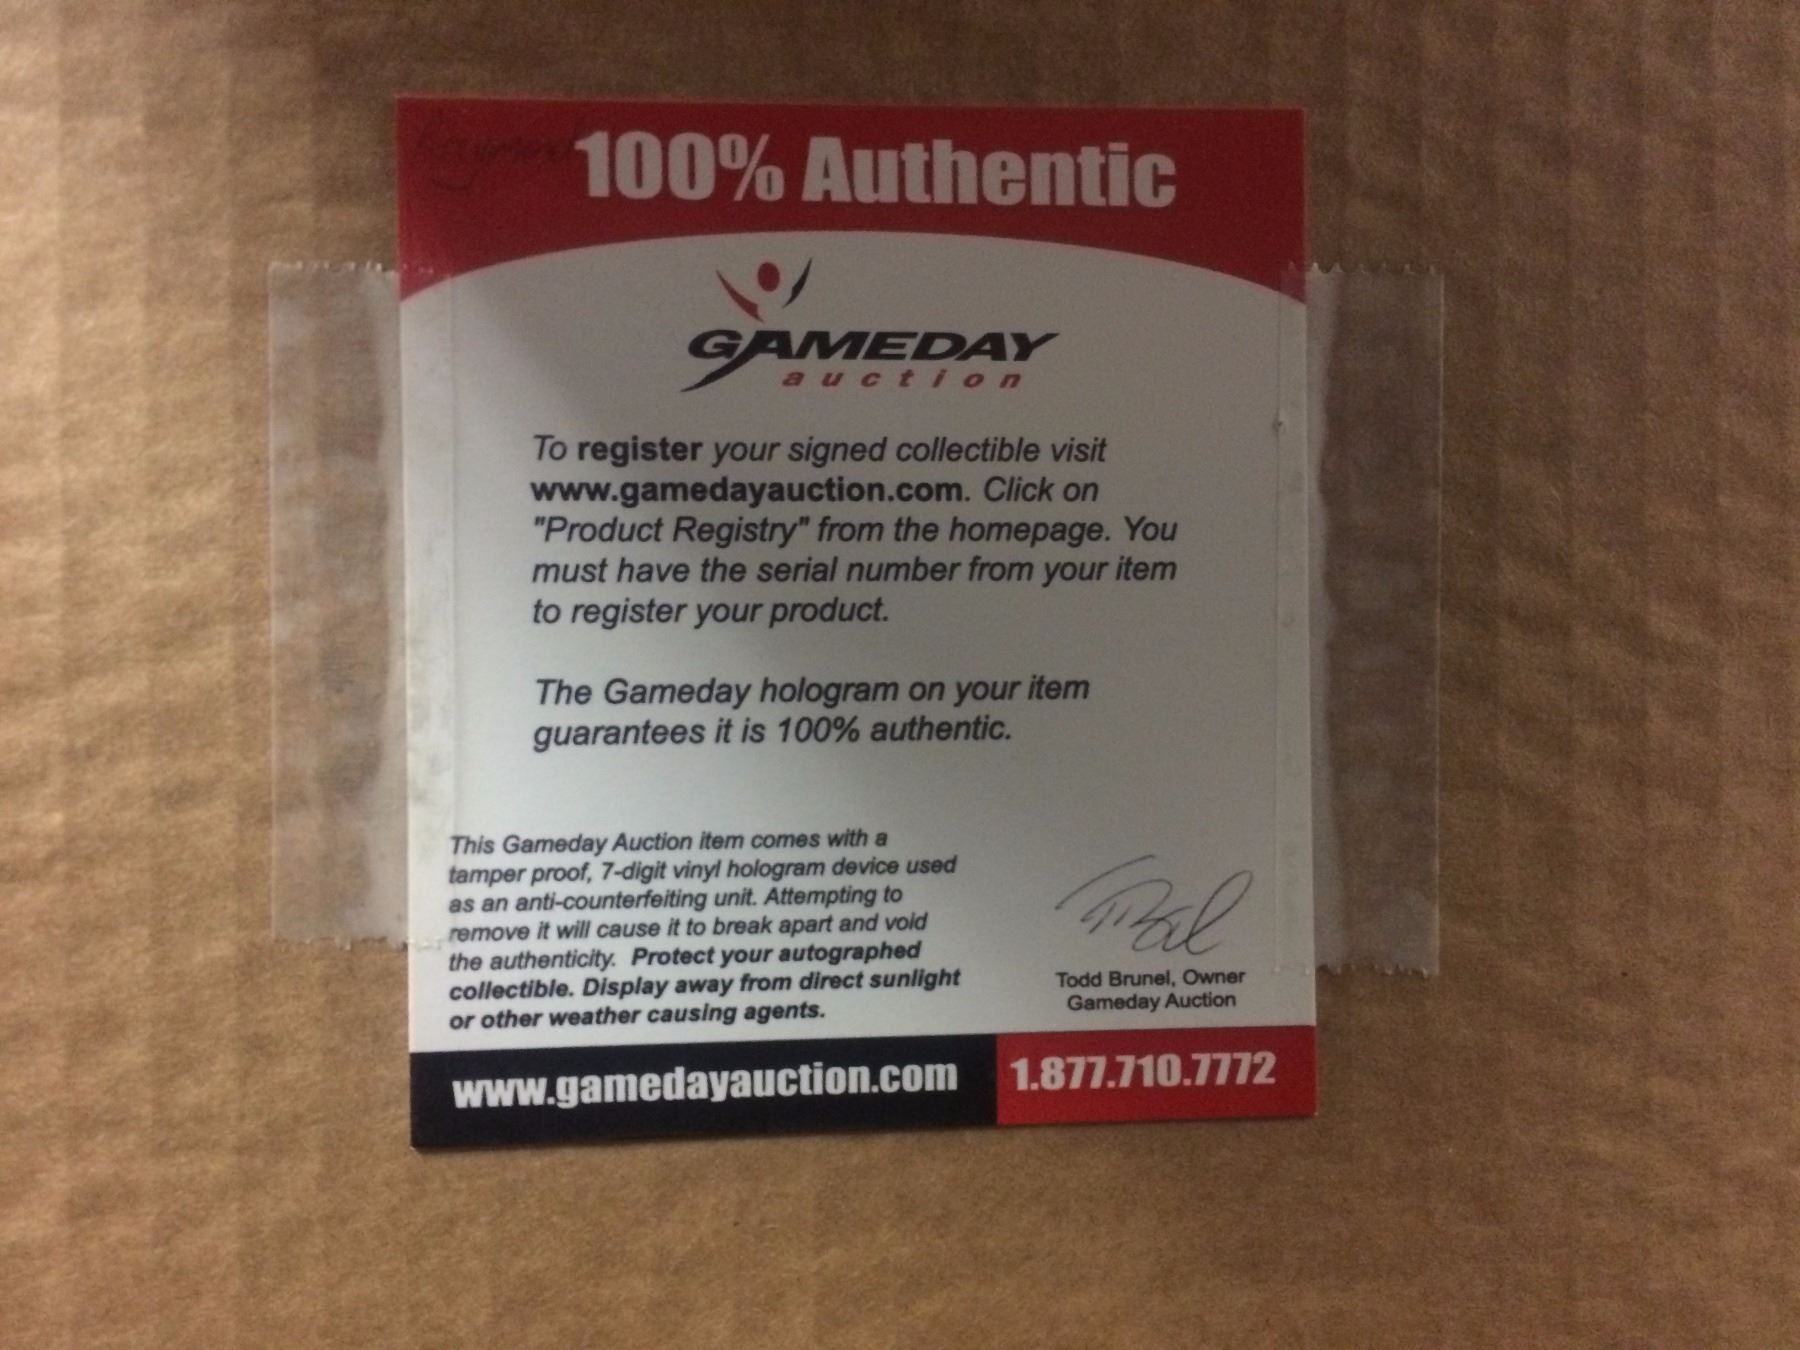 100% Authentic
GAMEDAY
auction
To register your signed collectible visit
www.gamedayauction.com. Click on
"Product Registry" from the homepage. You
must have the serial number from your item
to register your product.
The Gameday hologram on your item
guarantees it is 100% authentic.
This Gameday Auction item comes with a
tamper proof, 7-digit vinyl hologram device used
as an anti-counterfeiting unit. Attempting to
remove it will cause it to break apart and void
the authenticity. Protect your autographed
collectible. Display away from direct sunlight
or other weather causing agents.
Todd Brunel, Owner
Gameday Auction
www.gamedayauction.com
1.877.710.7772